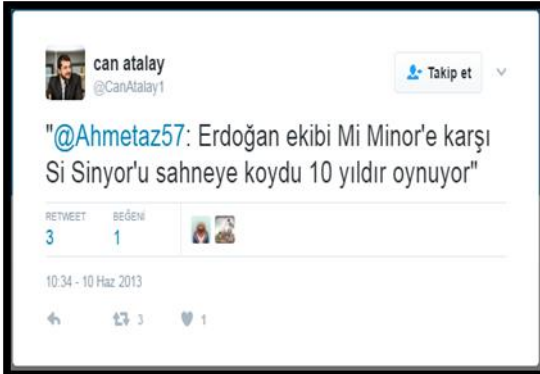 can atalay
@CanAtalay1
Takip et
"@Ahmetaz57: Erdoğan ekibi Mi Minor'e karşı
Si Sinyor'u sahneye koydu 10 yıldır oynuyor"
RETWEET BEĞENİ
3 1
10:34 - 10 Haz 2013
3 1